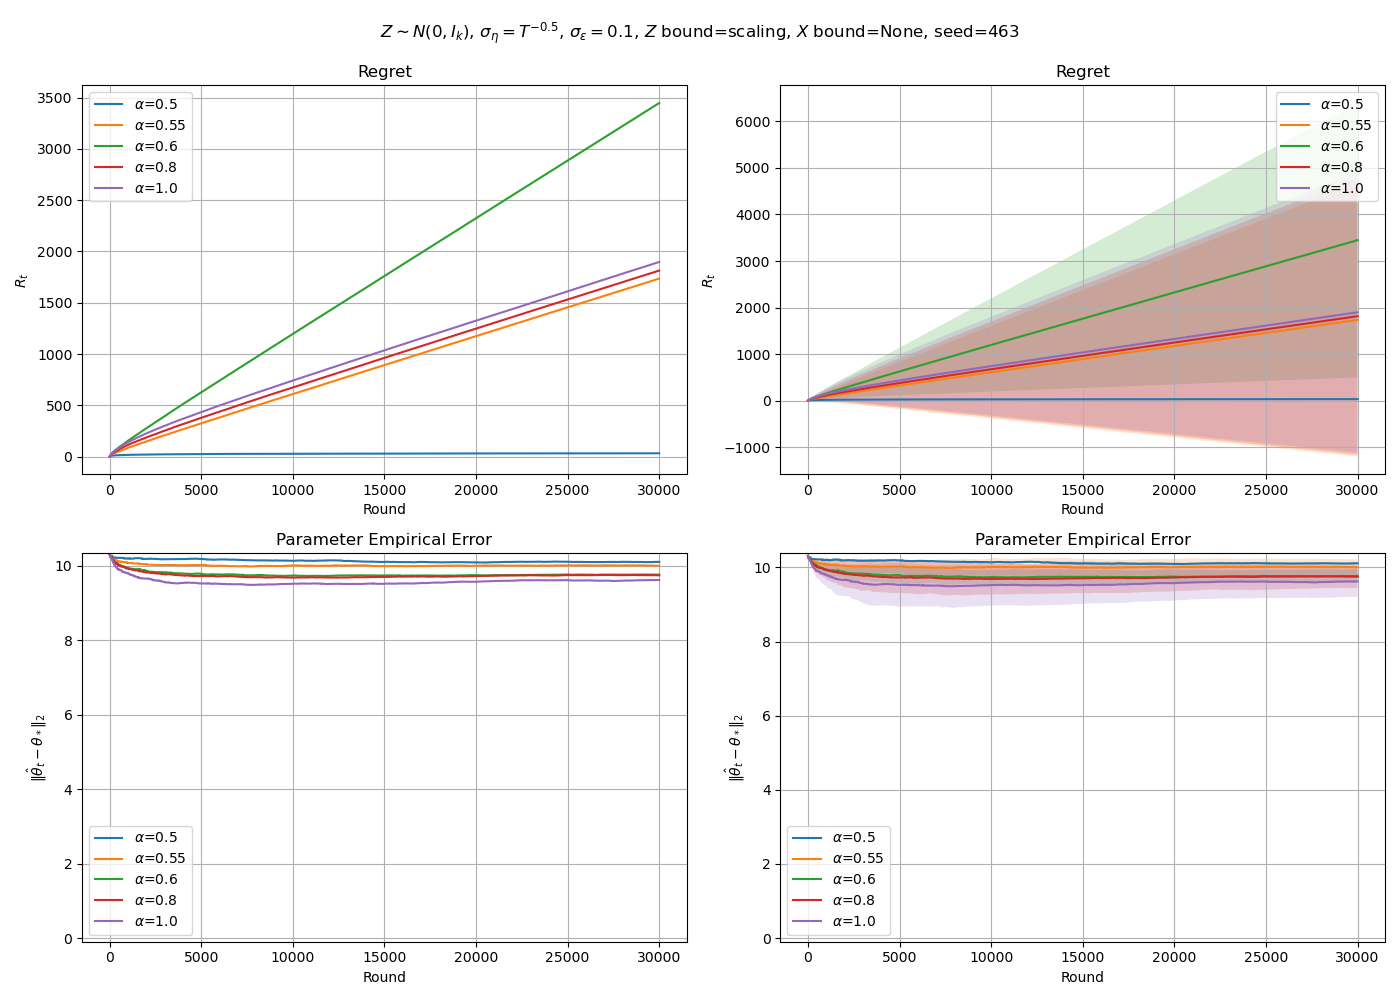 Z ∼ N(0, I_k), σ_η = T^{−0.5}, σ_ε = 0.1, Z bound=scaling, X bound=None, seed=463
Regret
R_t
3500
3000
2500
2000
1500
1000
500
0
α=0.5
α=0.55
α=0.6
α=0.8
α=1.0
0 5000 10000 15000 20000 25000 30000
Round
Regret
R_t
6000
5000
4000
3000
2000
1000
0
−1000
α=0.5
α=0.55
α=0.6
α=0.8
α=1.0
0 5000 10000 15000 20000 25000 30000
Round
Parameter Empirical Error
‖θ̂_t − θ_*‖_2
10
8
6
4
2
0
α=0.5
α=0.55
α=0.6
α=0.8
α=1.0
0 5000 10000 15000 20000 25000 30000
Round
Parameter Empirical Error
‖θ̂_t − θ_*‖_2
10
8
6
4
2
0
α=0.5
α=0.55
α=0.6
α=0.8
α=1.0
0 5000 10000 15000 20000 25000 30000
Round